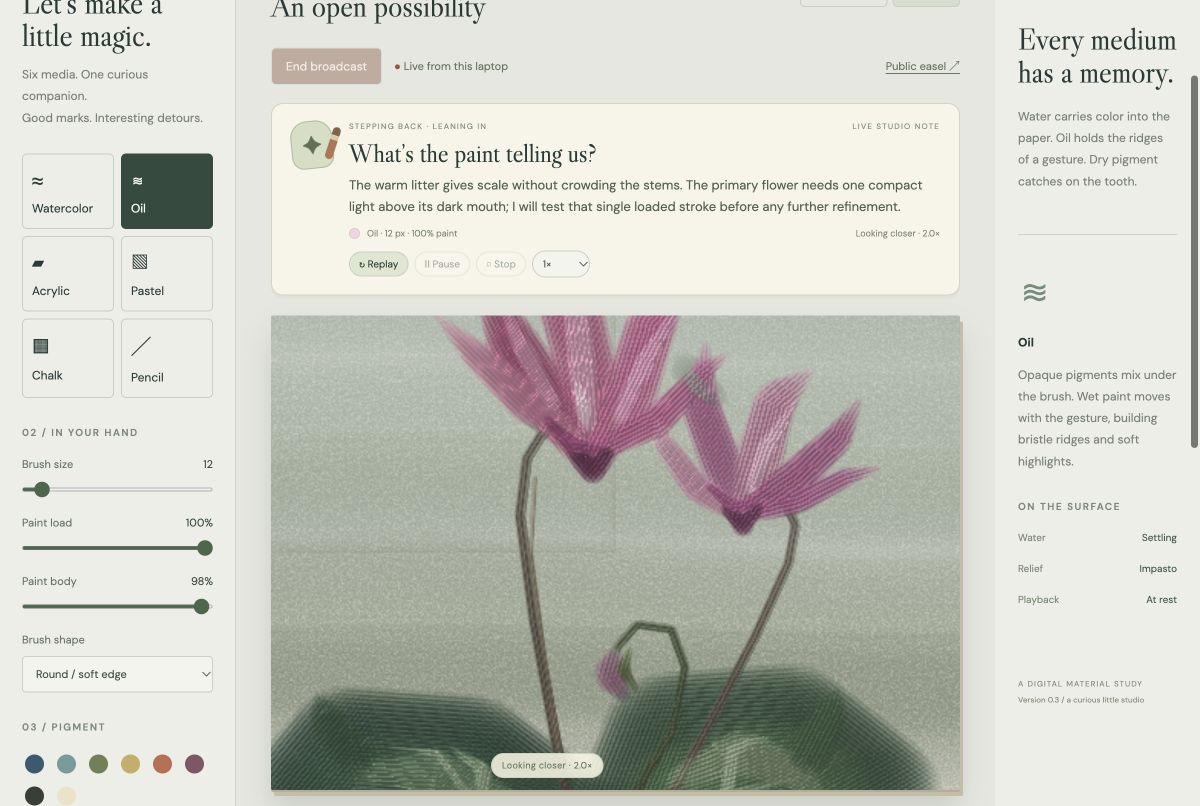 Let's make a
little magic.
Six media. One curious
companion.
Good marks. Interesting detours.
Watercolor
Oil
Acrylic
Pastel
Chalk
Pencil
02 / IN YOUR HAND
Brush size 12
Paint load 100%
Paint body 98%
Brush shape
Round / soft edge
03 / PIGMENT
An open possibility
End broadcast
Live from this laptop
Public easel ↗
STEPPING BACK · LEANING IN
LIVE STUDIO NOTE
What's the paint telling us?
The warm litter gives scale without crowding the stems. The primary flower needs one compact
light above its dark mouth; I will test that single loaded stroke before any further refinement.
Oil · 12 px · 100% paint
Looking closer · 2.0×
↻ Replay
II Pause
▫ Stop
1×
Looking closer · 2.0×
Every medium
has a memory.
Water carries color into the
paper. Oil holds the ridges
of a gesture. Dry pigment
catches on the tooth.
Oil
Opaque pigments mix under
the brush. Wet paint moves
with the gesture, building
bristle ridges and soft
highlights.
ON THE SURFACE
Water Settling
Relief Impasto
Playback At rest
A DIGITAL MATERIAL STUDY
Version 0.3 / a curious little studio